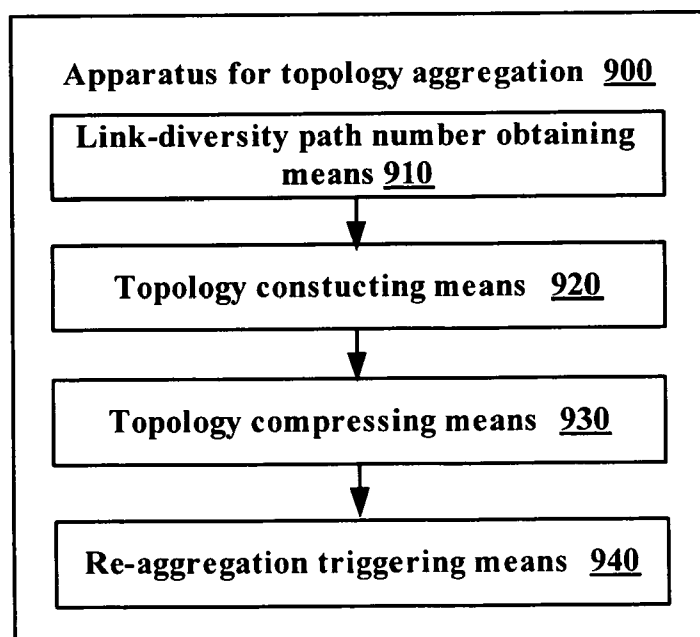 Apparatus for topology aggregation 900
Link-diversity path number obtaining
means 910
Topology constucting means 920
Topology compressing means 930
Re-aggregation triggering means 940